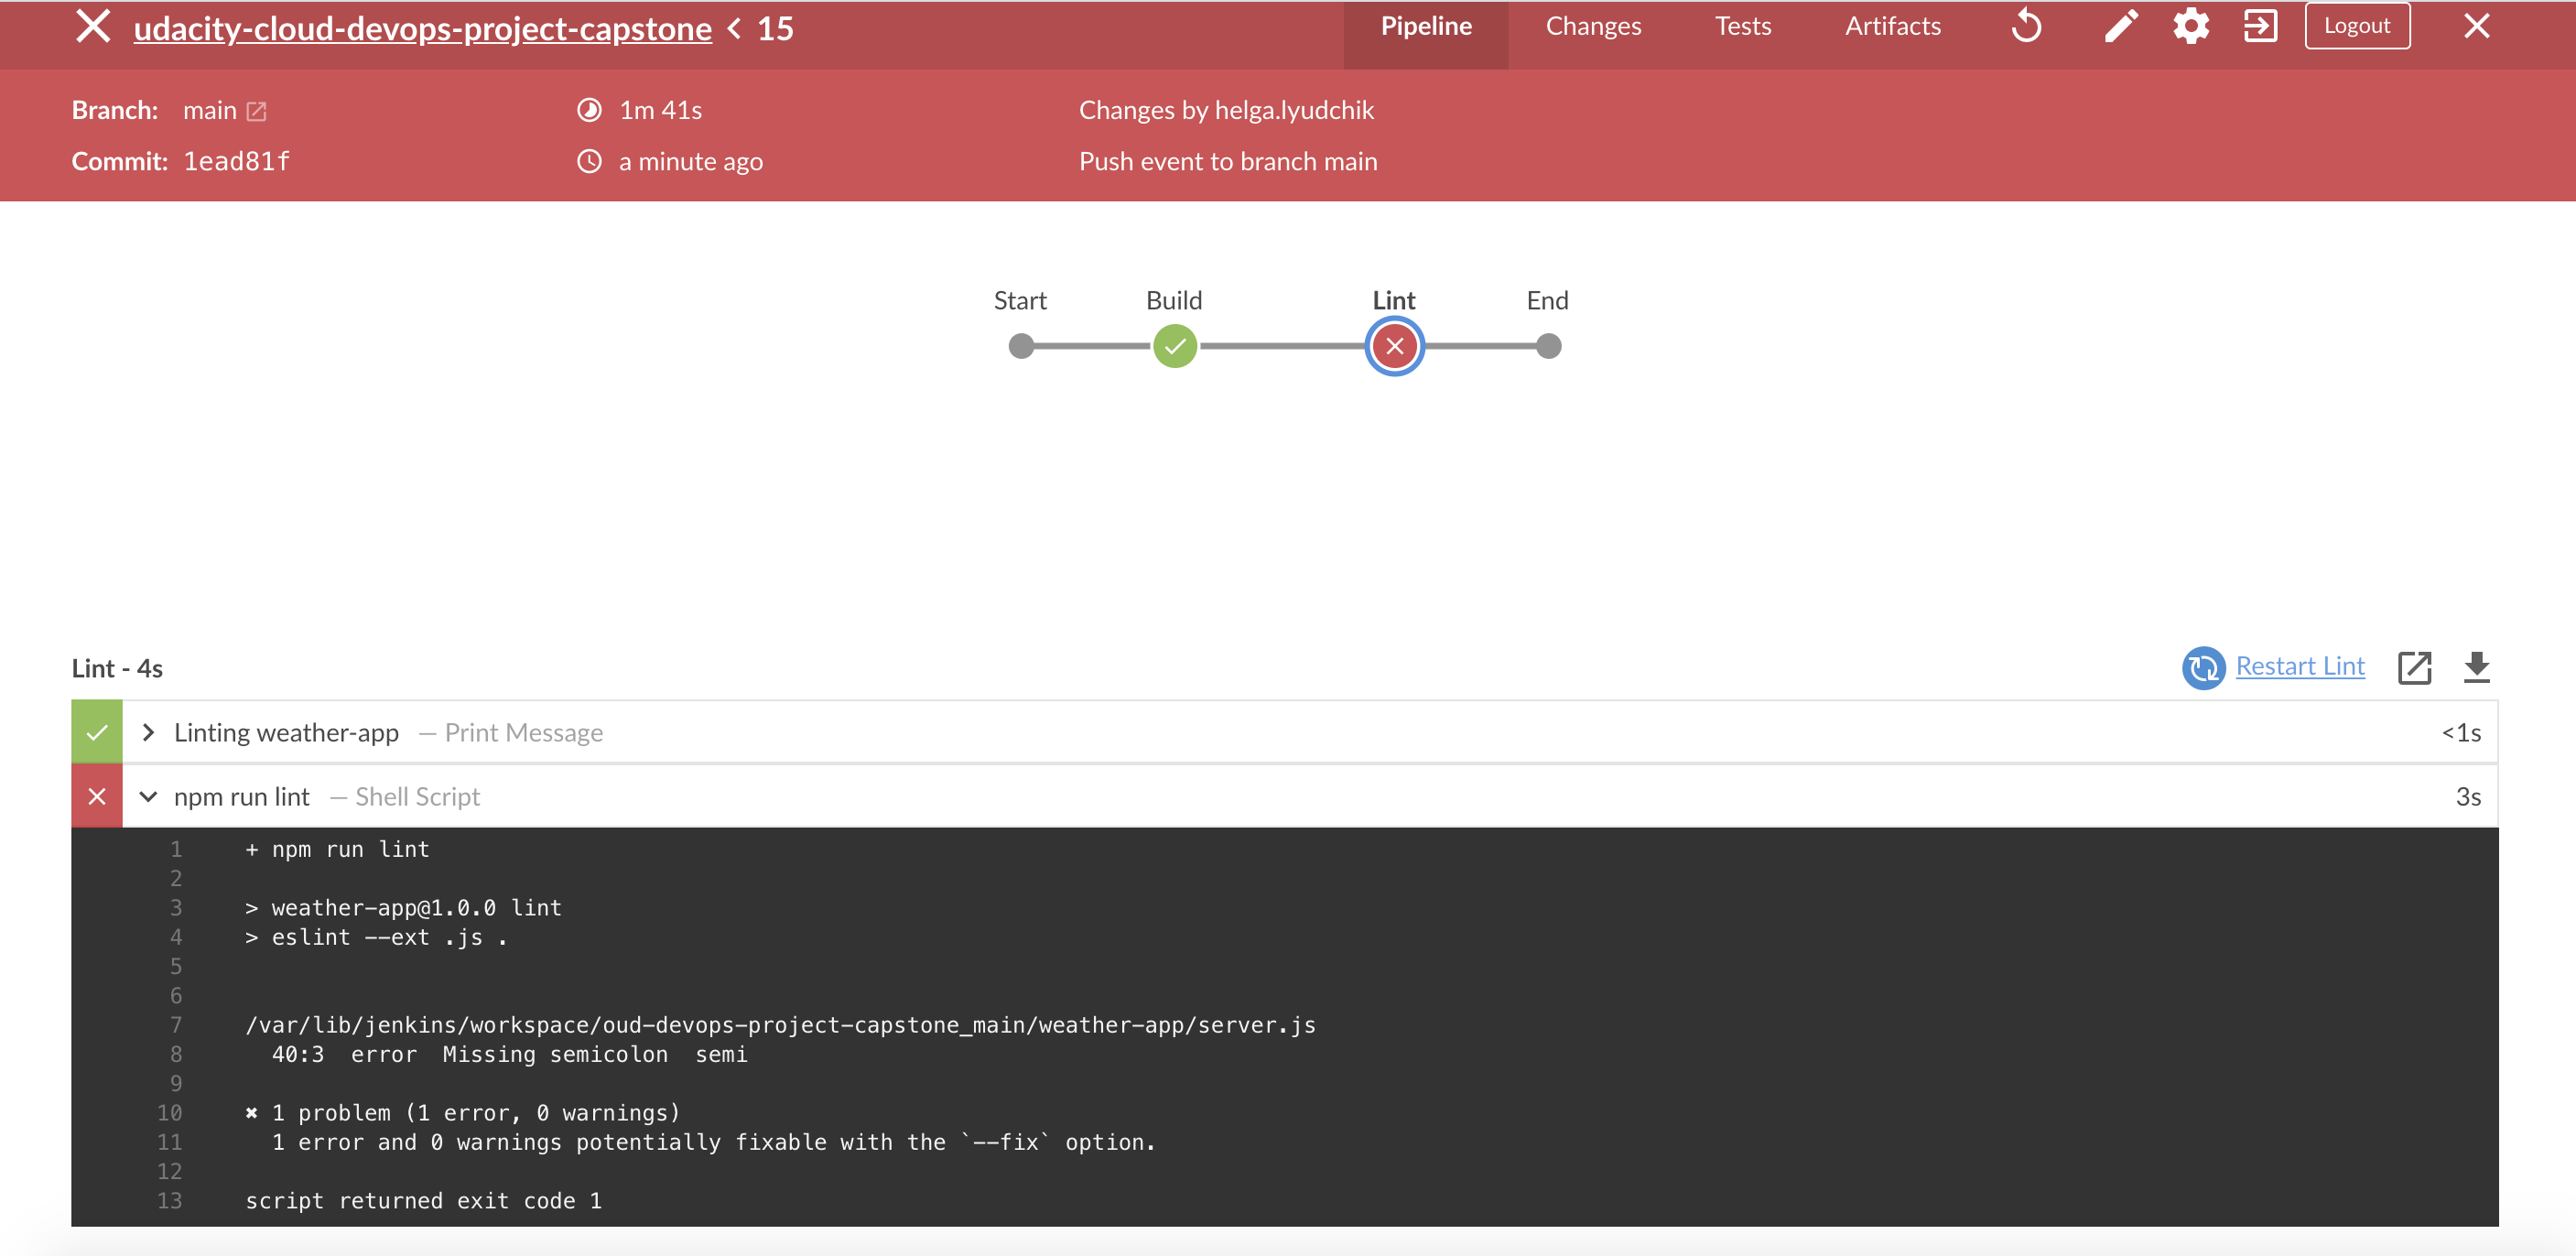 udacity-cloud-devops-project-capstone < 15 Pipeline Changes Tests Artifacts Logout
Branch: main 1m 41s Changes by helga.lyudchik
Commit: 1ead81f a minute ago Push event to branch main
Start Build Lint End
Lint - 4s Restart Lint
Linting weather-app — Print Message <1s
npm run lint — Shell Script 3s
1 + npm run lint
2
3 > weather-app@1.0.0 lint
4 > eslint --ext .js .
5
6
7 /var/lib/jenkins/workspace/oud-devops-project-capstone_main/weather-app/server.js
8 40:3 error Missing semicolon semi
9
10 ✖ 1 problem (1 error, 0 warnings)
11 1 error and 0 warnings potentially fixable with the `--fix` option.
12
13 script returned exit code 1